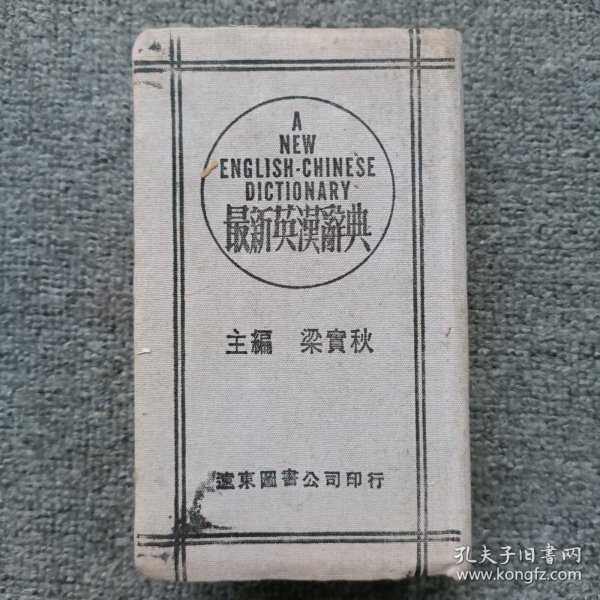 A
NEW
ENGLISH-CHINESE
DICTIONARY
最新英漢辭典
主編 梁實秋
遠東圖書公司印行
孔夫子旧书网
www.kongfz.com